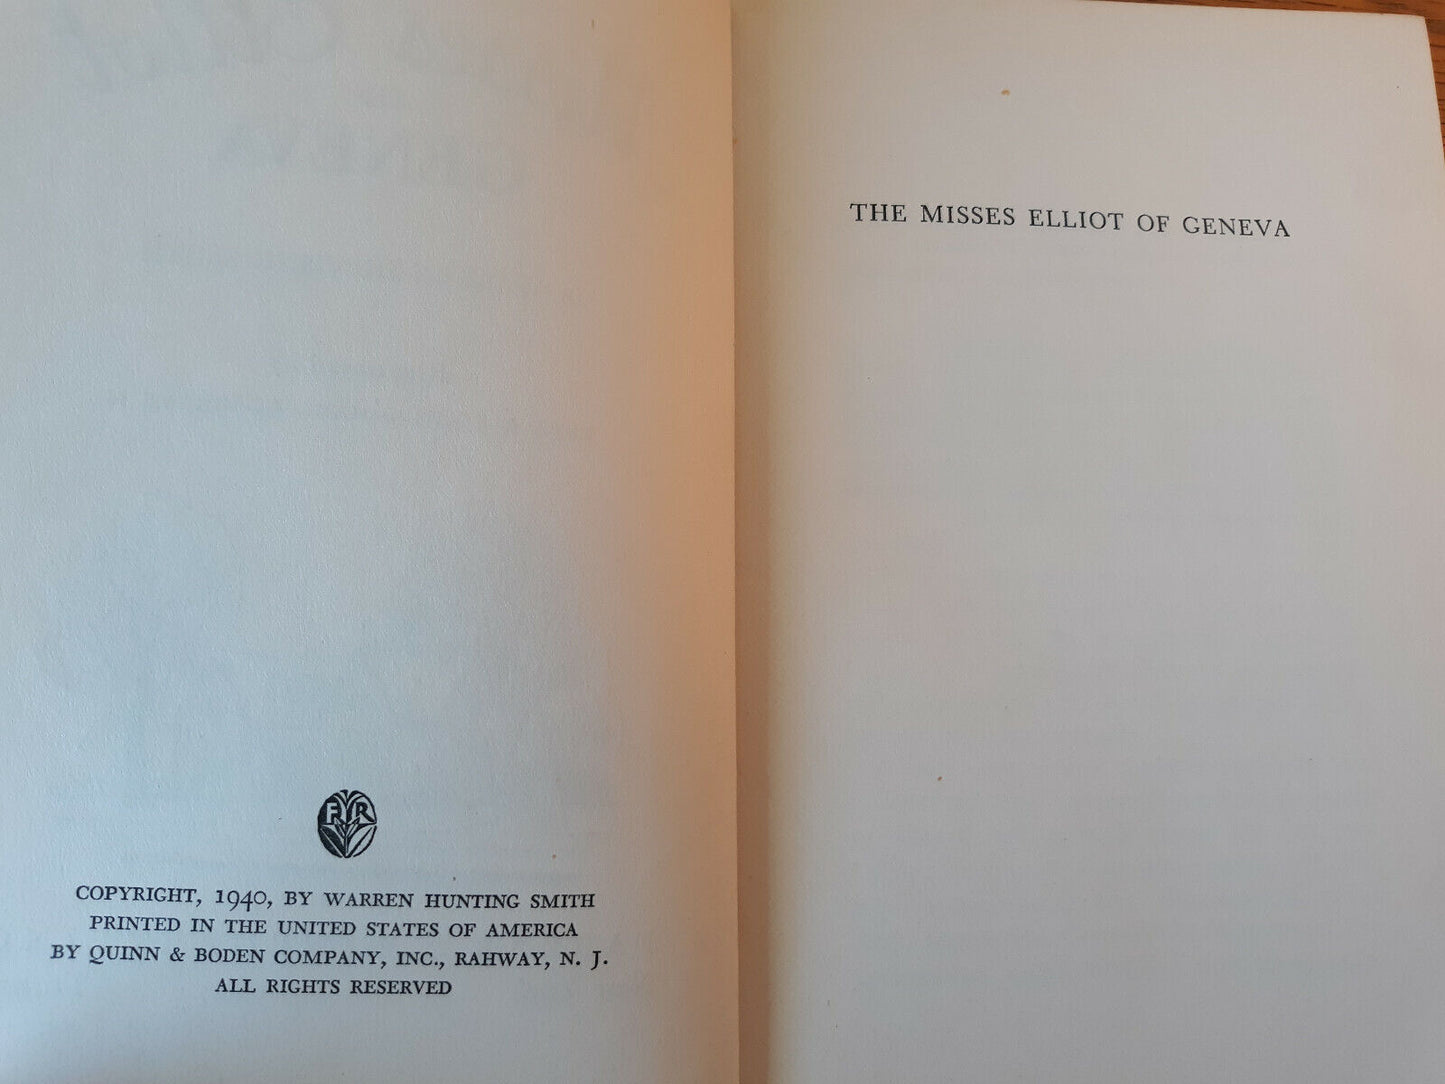 FYR
COPYRIGHT, 1940, BY WARREN HUNTING SMITH
PRINTED IN THE UNITED STATES OF AMERICA
BY QUINN & BODEN COMPANY, INC., RAHWAY, N. J.
ALL RIGHTS RESERVED
THE MISSES ELLIOT OF GENEVA